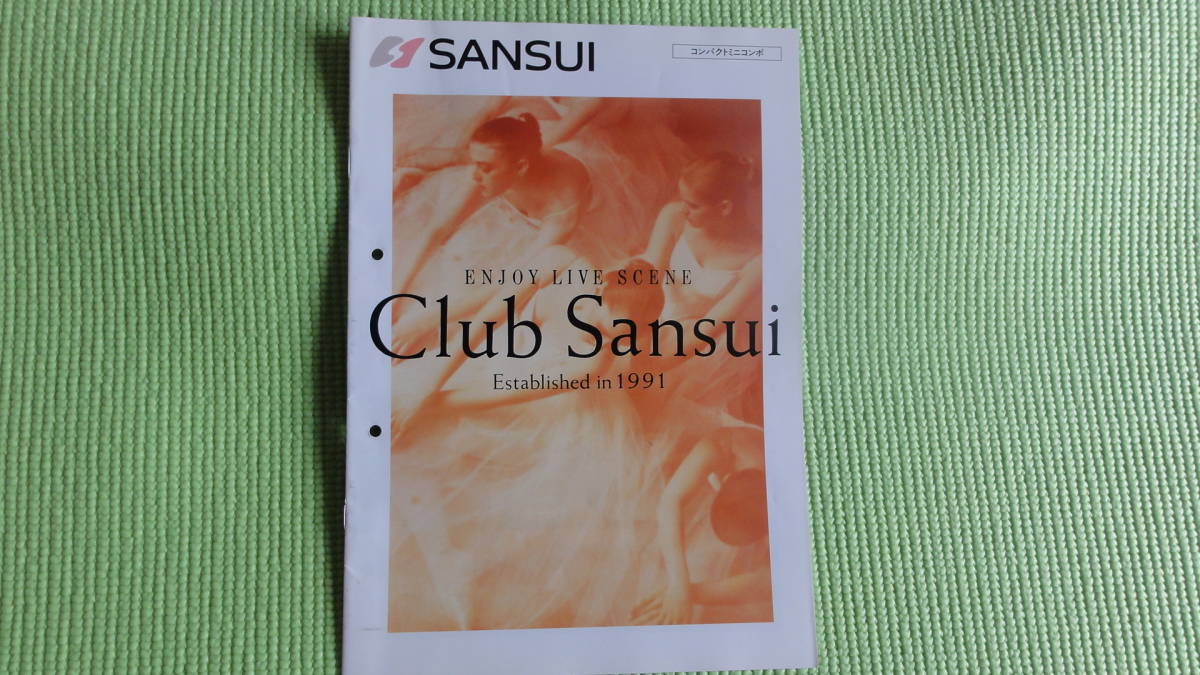 SANSUI
コンパクトミニコンポ
ENJOY LIVE SCENE
Club Sansui
Established in 1991